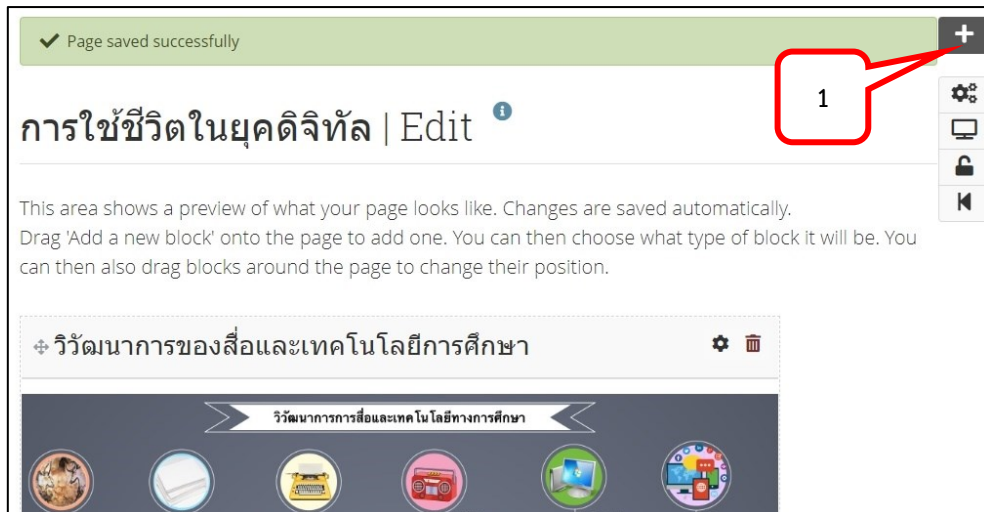 Page saved successfully
1
การใช้ชีวิตในยุคดิจิทัล | Edit
This area shows a preview of what your page looks like. Changes are saved automatically.
Drag 'Add a new block' onto the page to add one. You can then choose what type of block it will be. You
can then also drag blocks around the page to change their position.
วิวัฒนาการของสื่อและเทคโนโลยีการศึกษา
วิวัฒนาการการสื่อและเทคโนโลยีทางการศึกษา